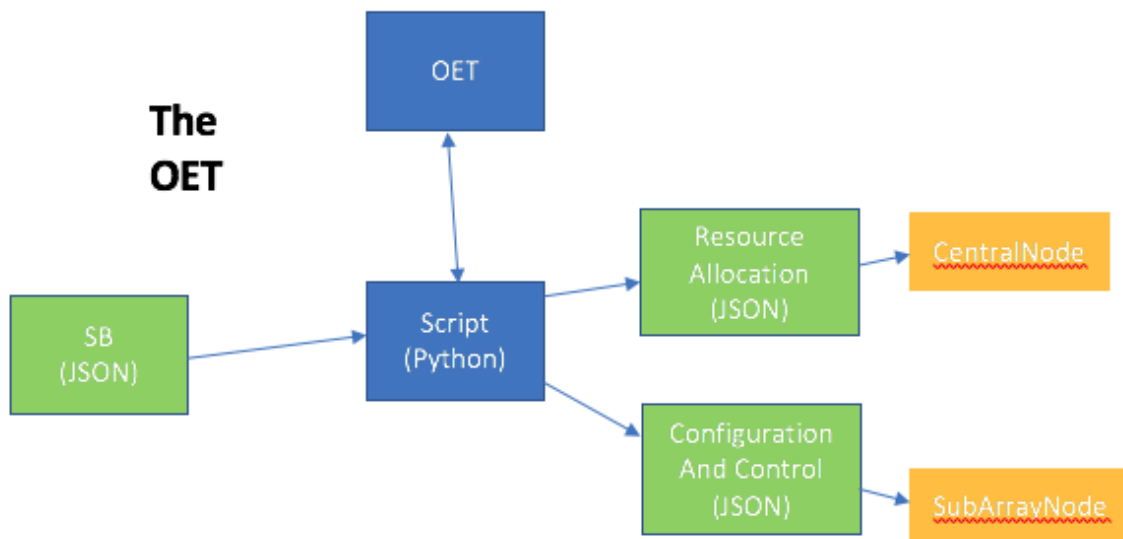 OET
The
OET
Resource
Allocation
(JSON)
CentralNode
SB
(JSON)
Script
(Python)
Configuration
And Control
(JSON)
SubArrayNode